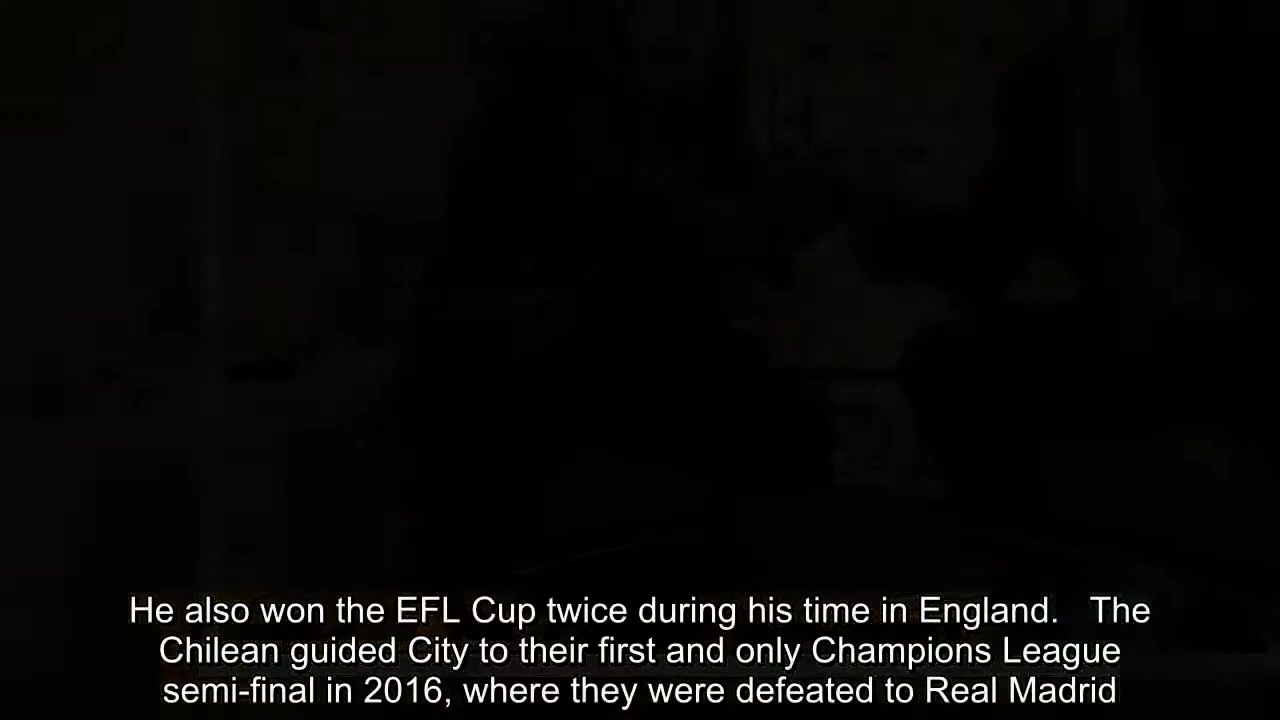 He also won the EFL Cup twice during his time in England.   The
Chilean guided City to their first and only Champions League
semi-final in 2016, where they were defeated to Real Madrid